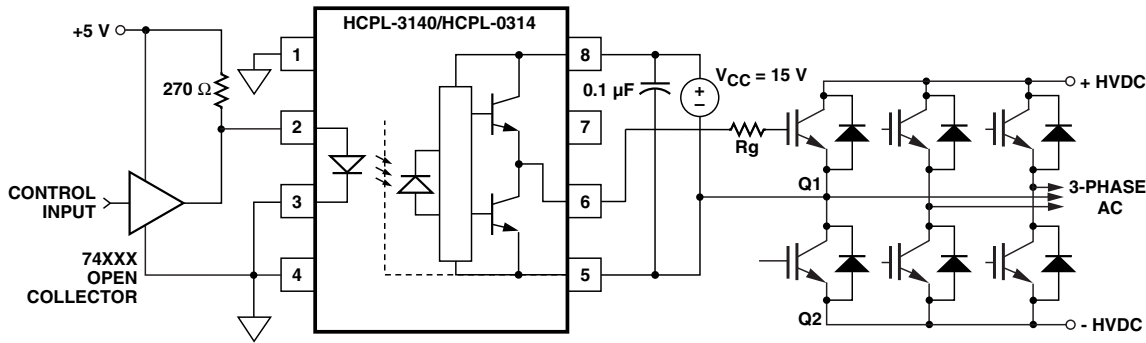 HCPL-3140/HCPL-0314
+5 V
270 Ω
1
2
3
4
8
7
6
5
0.1 µF
VCC = 15 V
+
−
Rg
+ HVDC
Q1
3-PHASE
AC
CONTROL
INPUT
74XXX
OPEN
COLLECTOR
Q2
- HVDC